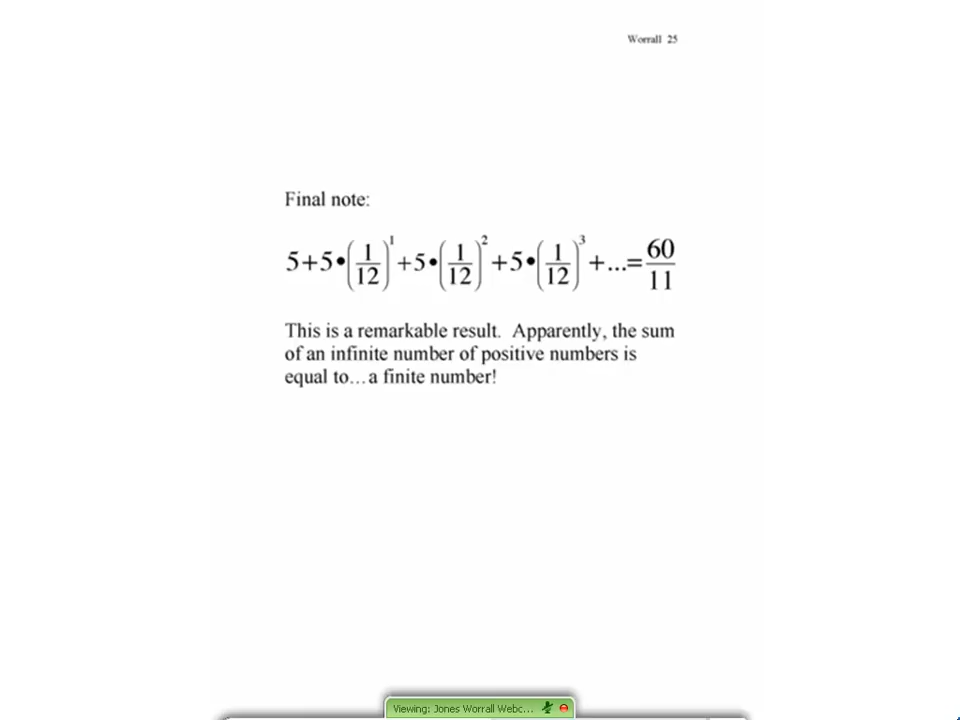 Worrall 25
Final note:
5+5•(1/12)^1+5•(1/12)^2+5•(1/12)^3+...=60/11
This is a remarkable result. Apparently, the sum
of an infinite number of positive numbers is
equal to…a finite number!
Viewing: Jones Worrall Webc...